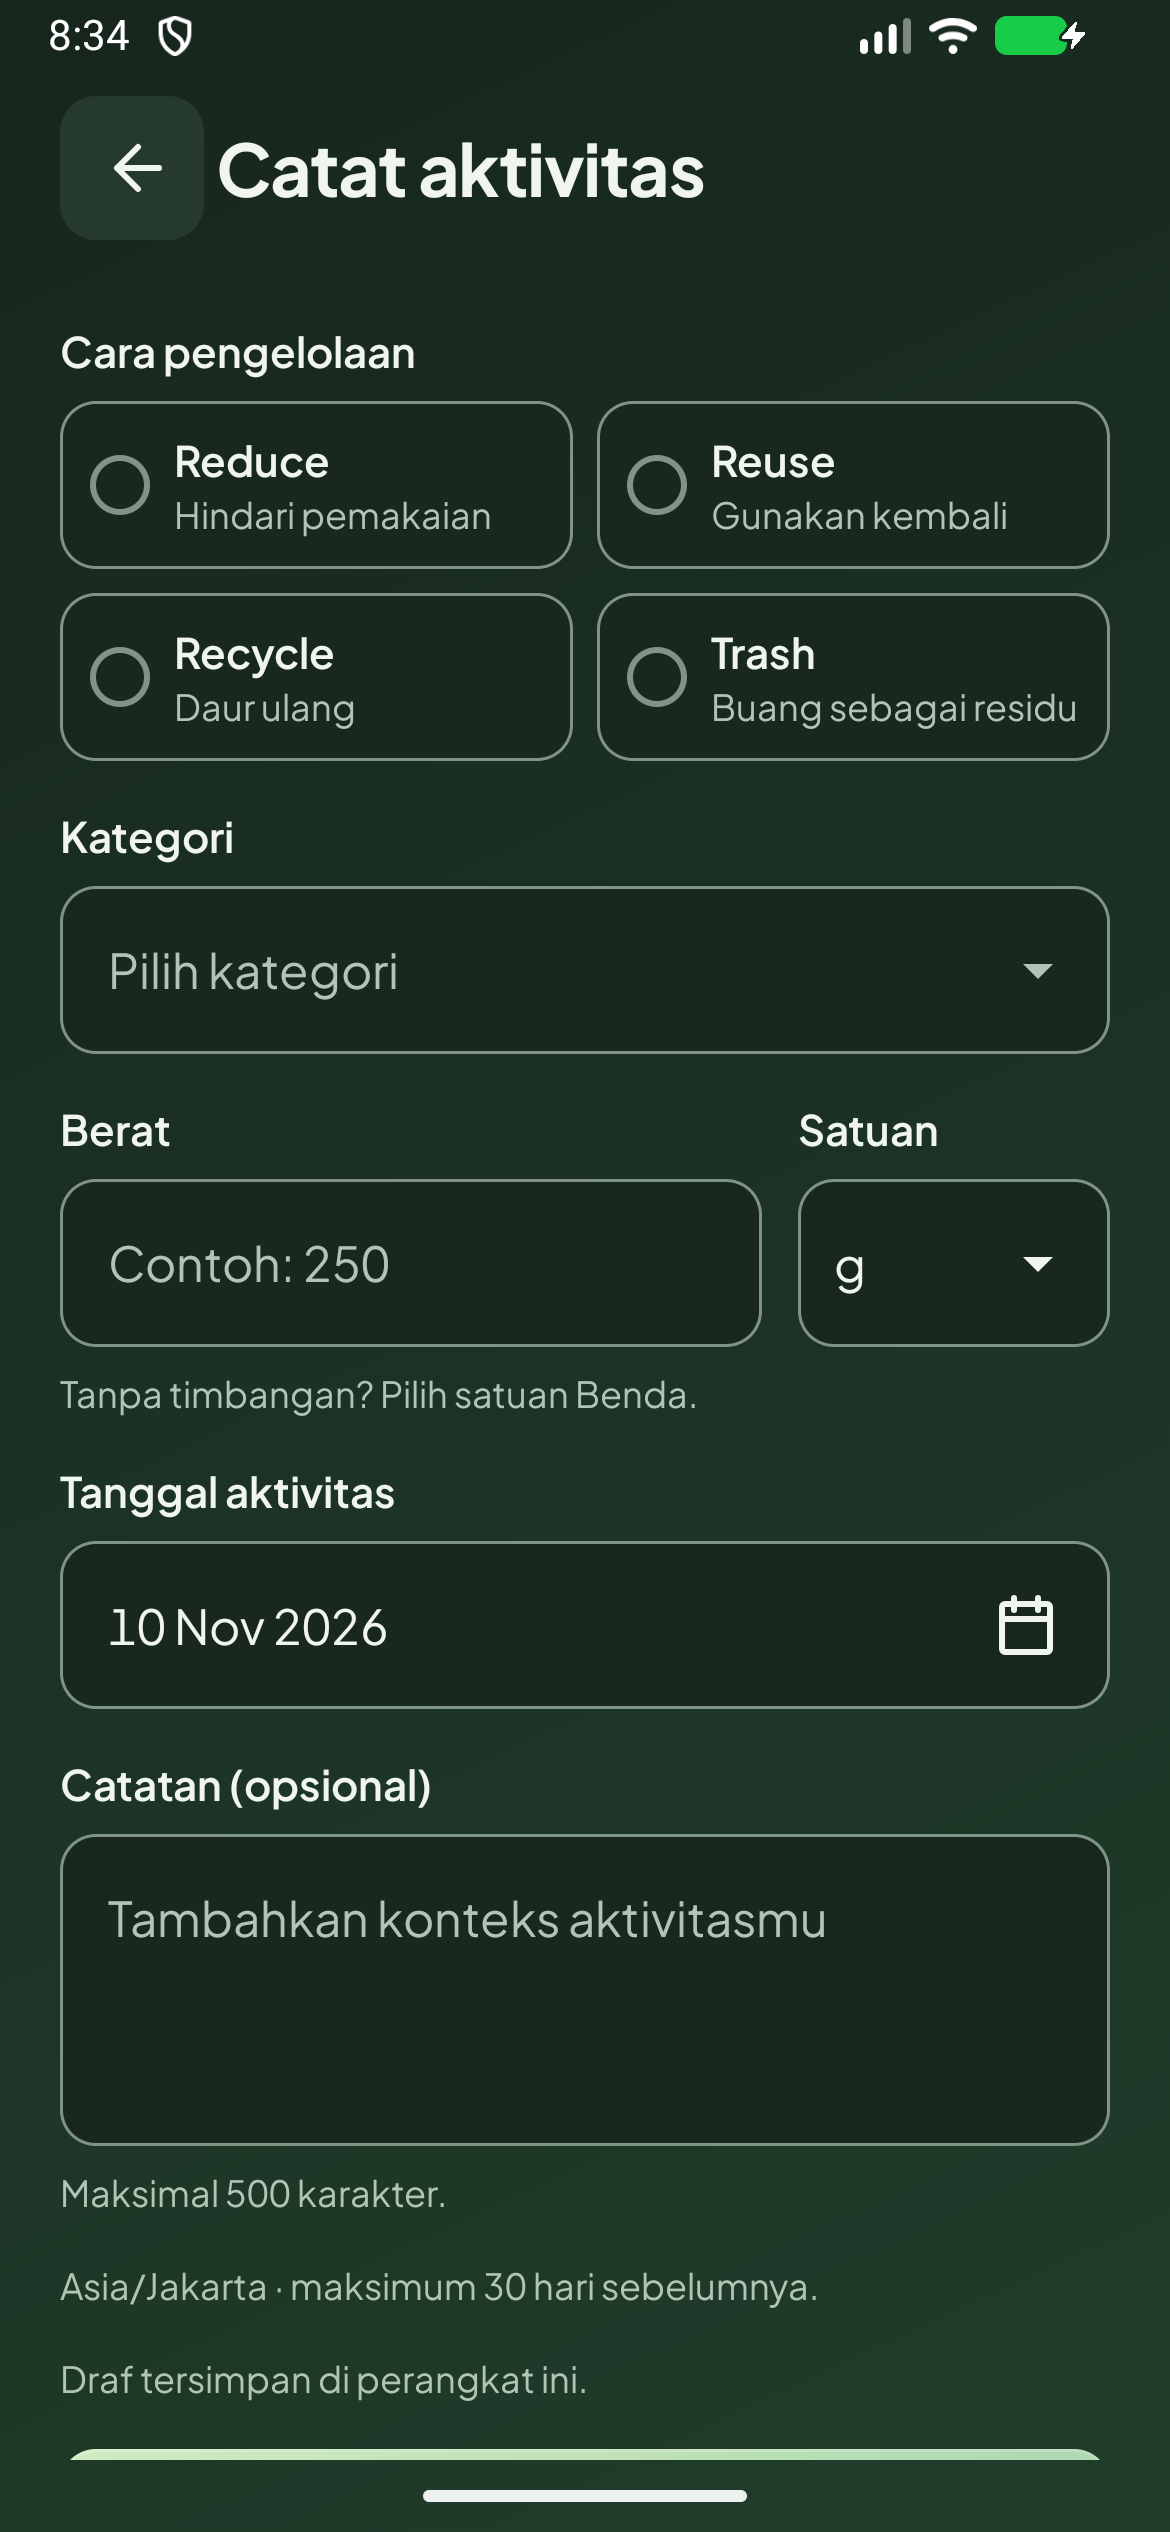 8:34
Catat aktivitas
Cara pengelolaan
Reduce
Hindari pemakaian
Reuse
Gunakan kembali
Recycle
Daur ulang
Trash
Buang sebagai residu
Kategori
Pilih kategori
Berat
Satuan
Contoh: 250
g
Tanpa timbangan? Pilih satuan Benda.
Tanggal aktivitas
10 Nov 2026
Catatan (opsional)
Tambahkan konteks aktivitasmu
Maksimal 500 karakter.
Asia/Jakarta · maksimum 30 hari sebelumnya.
Draf tersimpan di perangkat ini.